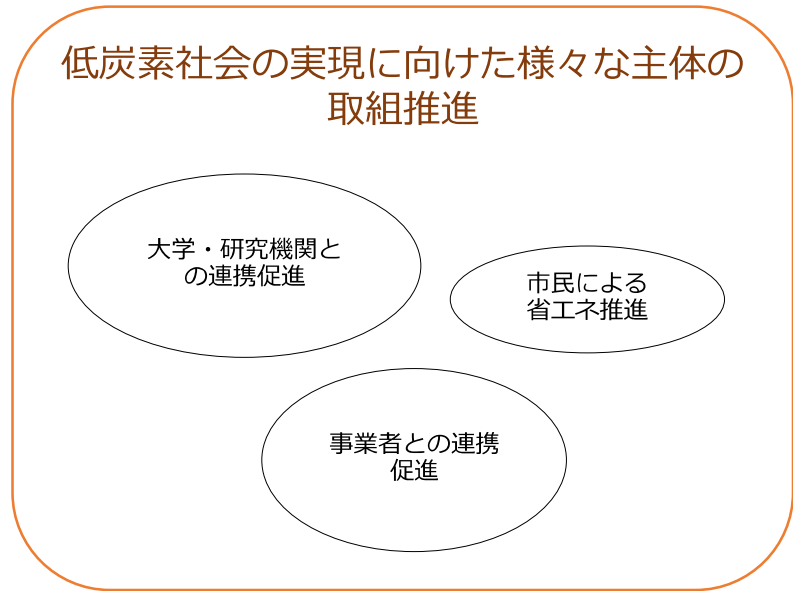 低炭素社会の実現に向けた様々な主体の
取組推進
大学・研究機関と
の連携促進
市民による
省エネ推進
事業者との連携
促進